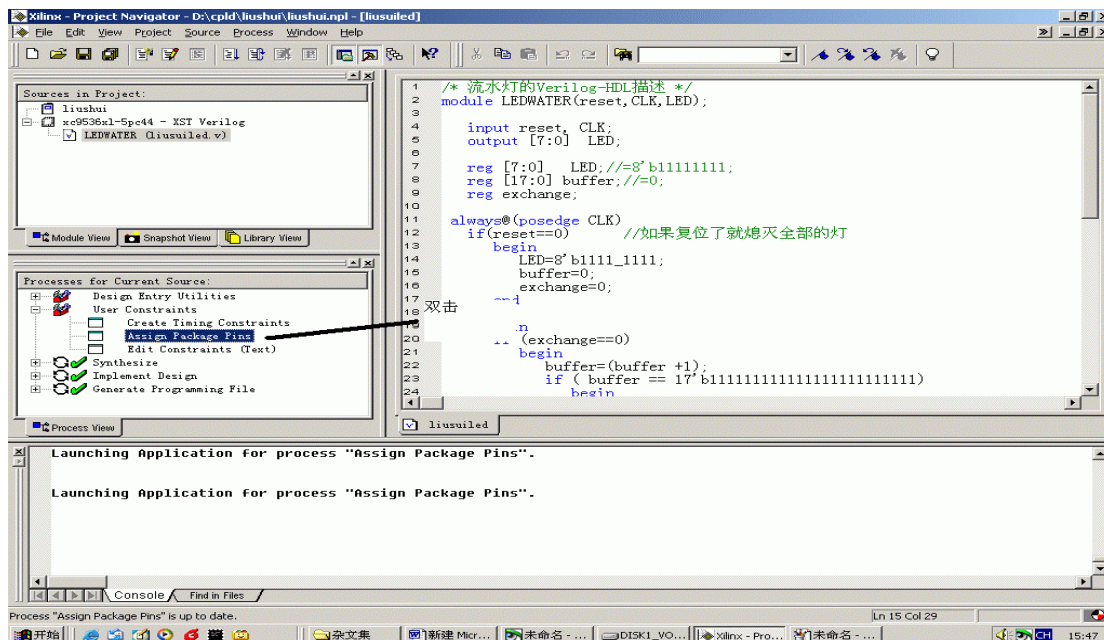 Xilinx - Project Navigator - D:\cpld\liushui\liushui.npl - [liusuiled]
File Edit View Project Source Process Window Help
Sources in Project:
liushui
xc9536xl-5pc44 - XST Verilog
LEDWATER (liusuiled.v)
Module View Snapshot View Library View
Processes for Current Source:
Design Entry Utilities
User Constraints
Create Timing Constraints
Assign Package Pins
Edit Constraints (Text)
Synthesize
Implement Design
Generate Programming File
Process View
1 /* 流水灯的Verilog-HDL描述 */
2 module LEDWATER(reset,CLK,LED);
3
4 input reset, CLK;
5 output [7:0] LED;
6
7 reg [7:0] LED;//=8'b11111111;
8 reg [17:0] buffer;//=0;
9 reg exchange;
10
11 always@(posedge CLK)
12 if(reset==0) //如果复位了就熄灭全部的灯
13 begin
14 LED=8'b1111_1111;
15 buffer=0;
16 exchange=0;
17
双击
18
20 (exchange==0)
21 begin
22 buffer=(buffer +1);
23 if ( buffer == 17'b11111111111111111111111)
24 begin
liusuiled
Launching Application for process "Assign Package Pins".
Launching Application for process "Assign Package Pins".
Console Find in Files
Process "Assign Package Pins" is up to date.
Ln 15 Col 29
开始 杂文集 新建 Micr... 未命名 - ... DISK1_VO... Xilinx - Pro... 未命名 - ... CH 15:47